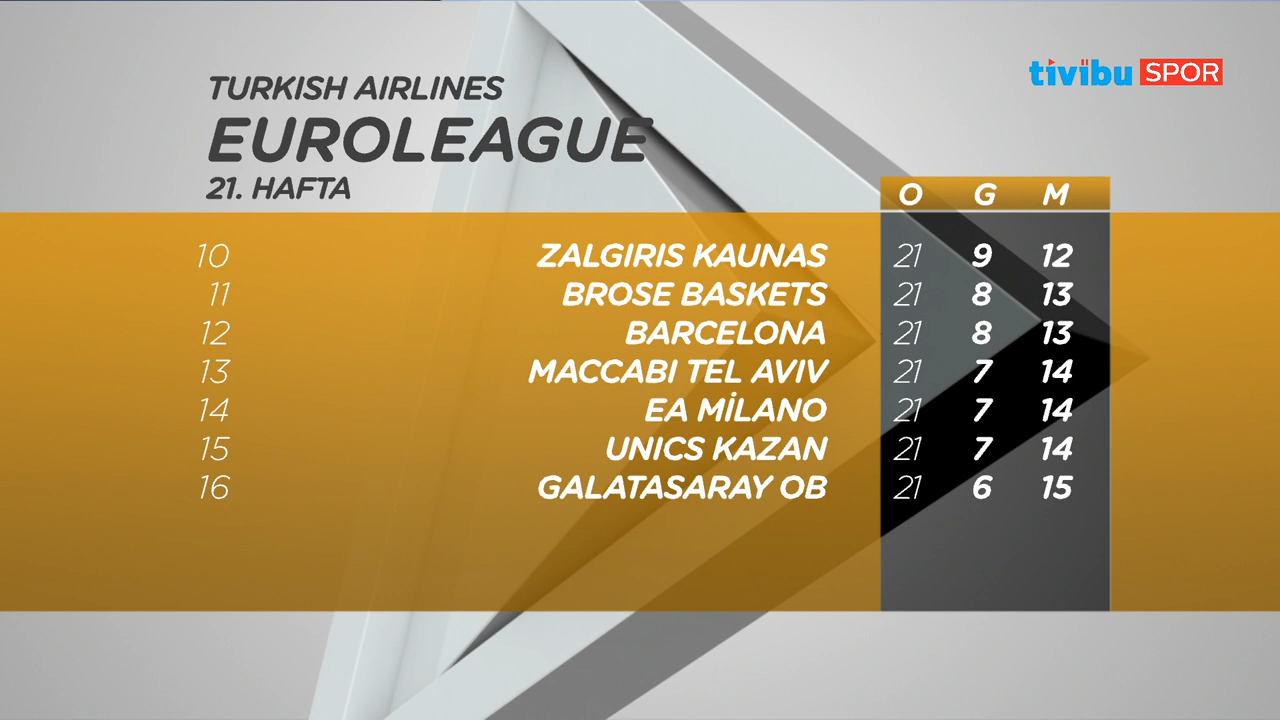 TURKISH AIRLINES
EUROLEAGUE
21. HAFTA
tivibu SPOR
O G M
10 ZALGIRIS KAUNAS 21 9 12
11 BROSE BASKETS 21 8 13
12 BARCELONA 21 8 13
13 MACCABI TEL AVIV 21 7 14
14 EA MİLANO 21 7 14
15 UNICS KAZAN 21 7 14
16 GALATASARAY OB 21 6 15